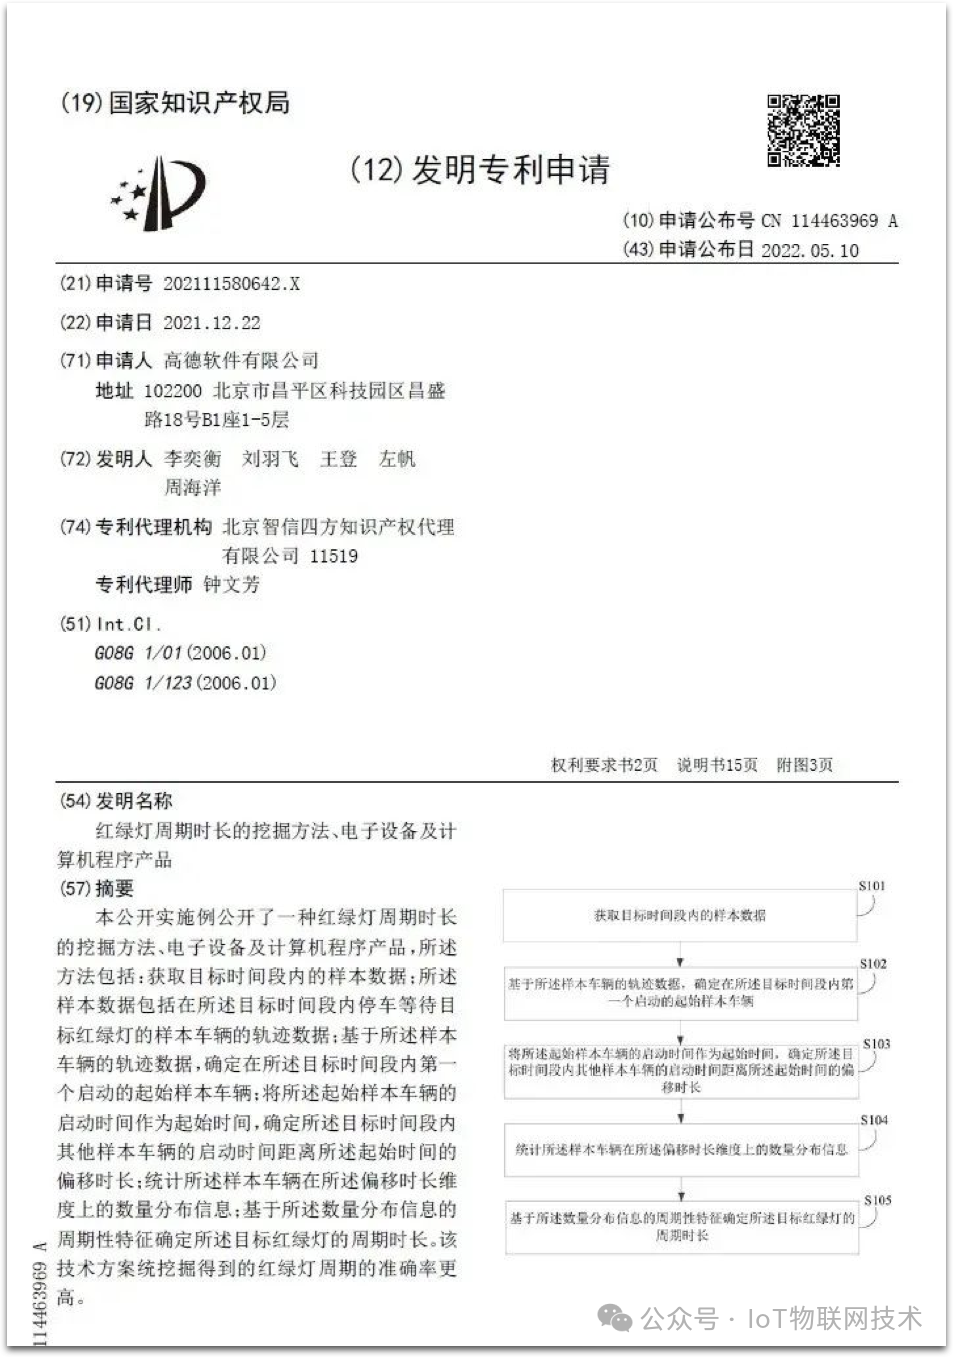 (19)国家知识产权局
(12)发明专利申请
(10)申请公布号 CN 114463969 A
(43)申请公布日 2022.05.10
(21)申请号 202111580642.X
(22)申请日 2021.12.22
(71)申请人 高德软件有限公司
地址 102200 北京市昌平区科技园区昌盛
路18号B1座1-5层
(72)发明人 李奕衡 刘羽飞 王登 左帆
周海洋
(74)专利代理机构 北京智信四方知识产权代理
有限公司 11519
专利代理师 钟文芳
(51)Int.Cl.
G08G 1/01(2006.01)
G08G 1/123(2006.01)
权利要求书2页 说明书15页 附图3页
(54)发明名称
红绿灯周期时长的挖掘方法、电子设备及计
算机程序产品
(57)摘要
本公开实施例公开了一种红绿灯周期时长
的挖掘方法、电子设备及计算机程序产品,所述
方法包括:获取目标时间段内的样本数据;所述
样本数据包括在所述目标时间段内停车等待目
标红绿灯的样本车辆的轨迹数据;基于所述样本
车辆的轨迹数据,确定在所述目标时间段内第一
个启动的起始样本车辆;将所述起始样本车辆的
启动时间作为起始时间,确定所述目标时间段内
其他样本车辆的启动时间距离所述起始时间的
偏移时长;统计所述样本车辆在所述偏移时长维
度上的数量分布信息;基于所述数量分布信息的
周期性特征确定所述目标红绿灯的周期时长。该
技术方案统挖掘得到的红绿灯周期的准确率更
高。
S101
获取目标时间段内的样本数据
S102
基于所述样本车辆的轨迹数据，确定在所述目标时间段内第
一个启动的起始样本车辆
S103
将所述起始样本车辆的启动时间作为起始时间，确定所述目
标时间段内其他样本车辆的启动时间距离所述起始时间的偏
移时长
S104
统计所述样本车辆在所述偏移时长维度上的数量分布信息
S105
基于所述数量分布信息的周期性特征确定所述目标红绿灯的
周期时长
114463969 A
公众号 · IoT物联网技术